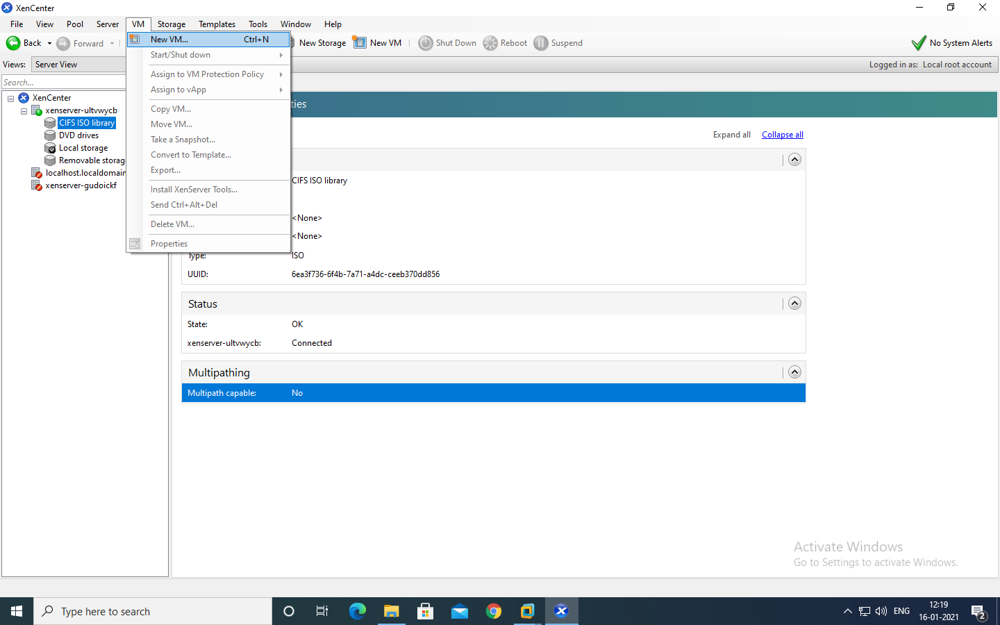 XenCenter
File View Pool Server VM Storage Templates Tools Window Help
Back Forward New Storage New VM Shut Down Reboot Suspend No System Alerts
Views: Server View Logged in as: Local root account
Search...
New VM... Ctrl+N
Start/Shut down
Assign to VM Protection Policy
Assign to vApp
Copy VM...
Move VM...
Take a Snapshot...
Convert to Template...
Export...
Install XenServer Tools...
Send Ctrl+Alt+Del
Delete VM...
Properties
XenCenter
xenserver-ultvwycb
CIFS ISO library
DVD drives
Local storage
Removable storag
localhost.localdomain
xenserver-gudoickf
ties
Expand all Collapse all
CIFS ISO library
<None>
<None>
Type: ISO
UUID: 6ea3f736-6f4b-7a71-a4dc-ceeb370dd856
Status
State: OK
xenserver-ultvwycb: Connected
Multipathing
Multipath capable: No
Activate Windows
Go to Settings to activate Windows.
Type here to search
ENG
12:19
16-01-2021
2